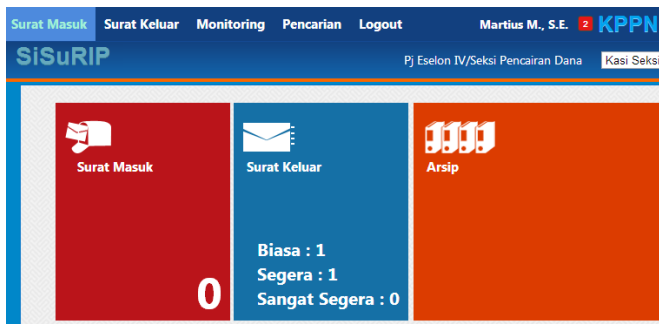 Surat Masuk Surat Keluar Monitoring Pencarian Logout Martius M., S.E. 2 KPPN
SiSuRIP Pj Eselon IV/Seksi Pencairan Dana Kasi Seksi
Surat Masuk Surat Keluar Arsip
Biasa : 1
Segera : 1
0 Sangat Segera : 0